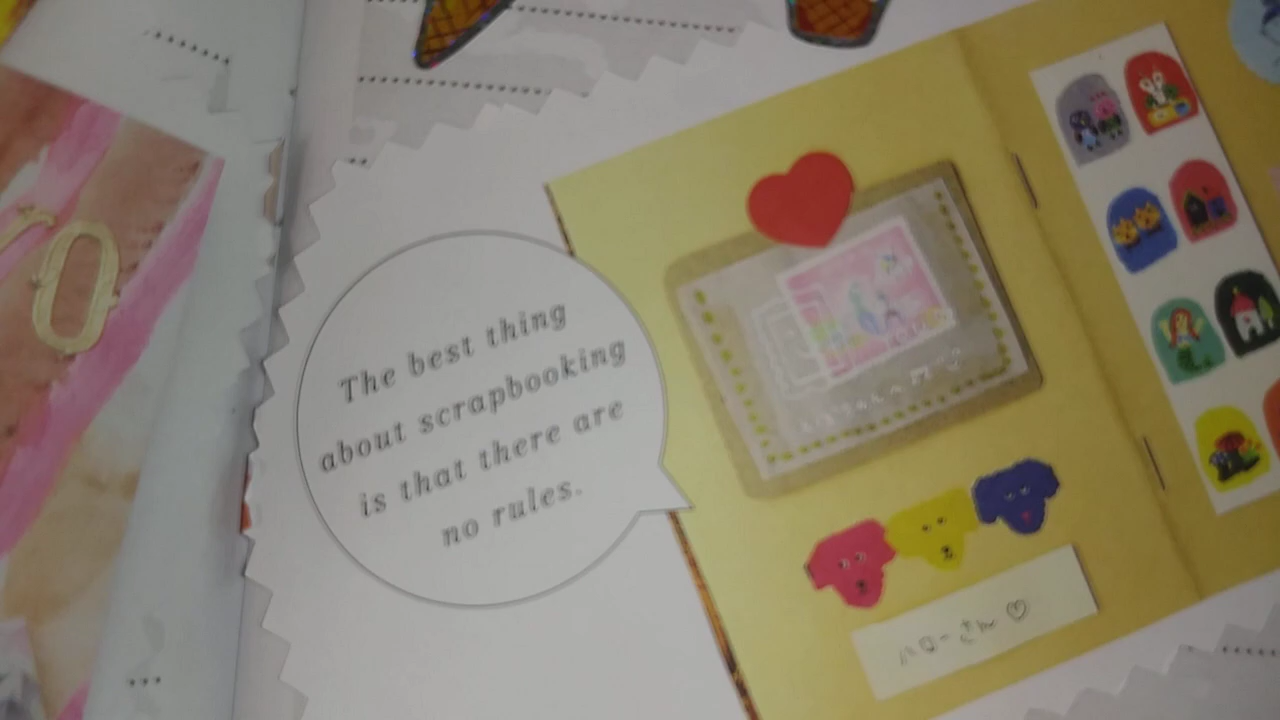 The best thing
about scrapbooking
is that there are
no rules.